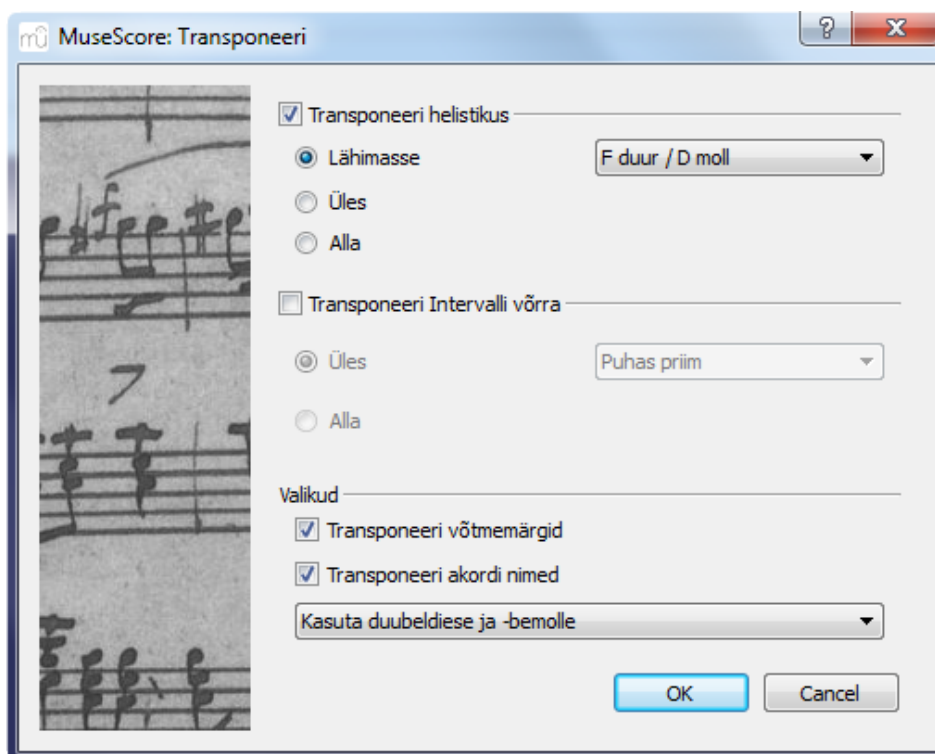 MuseScore: Transponeeri
Transponeeri helistikus
Lähimasse F duur / D moll
Üles
Alla
Transponeeri Intervalli võrra
Üles Puhas priim
Alla
Valikud
Transponeeri võtmemärgid
Transponeeri akordi nimed
Kasuta duubeldiese ja -bemolle
OK Cancel